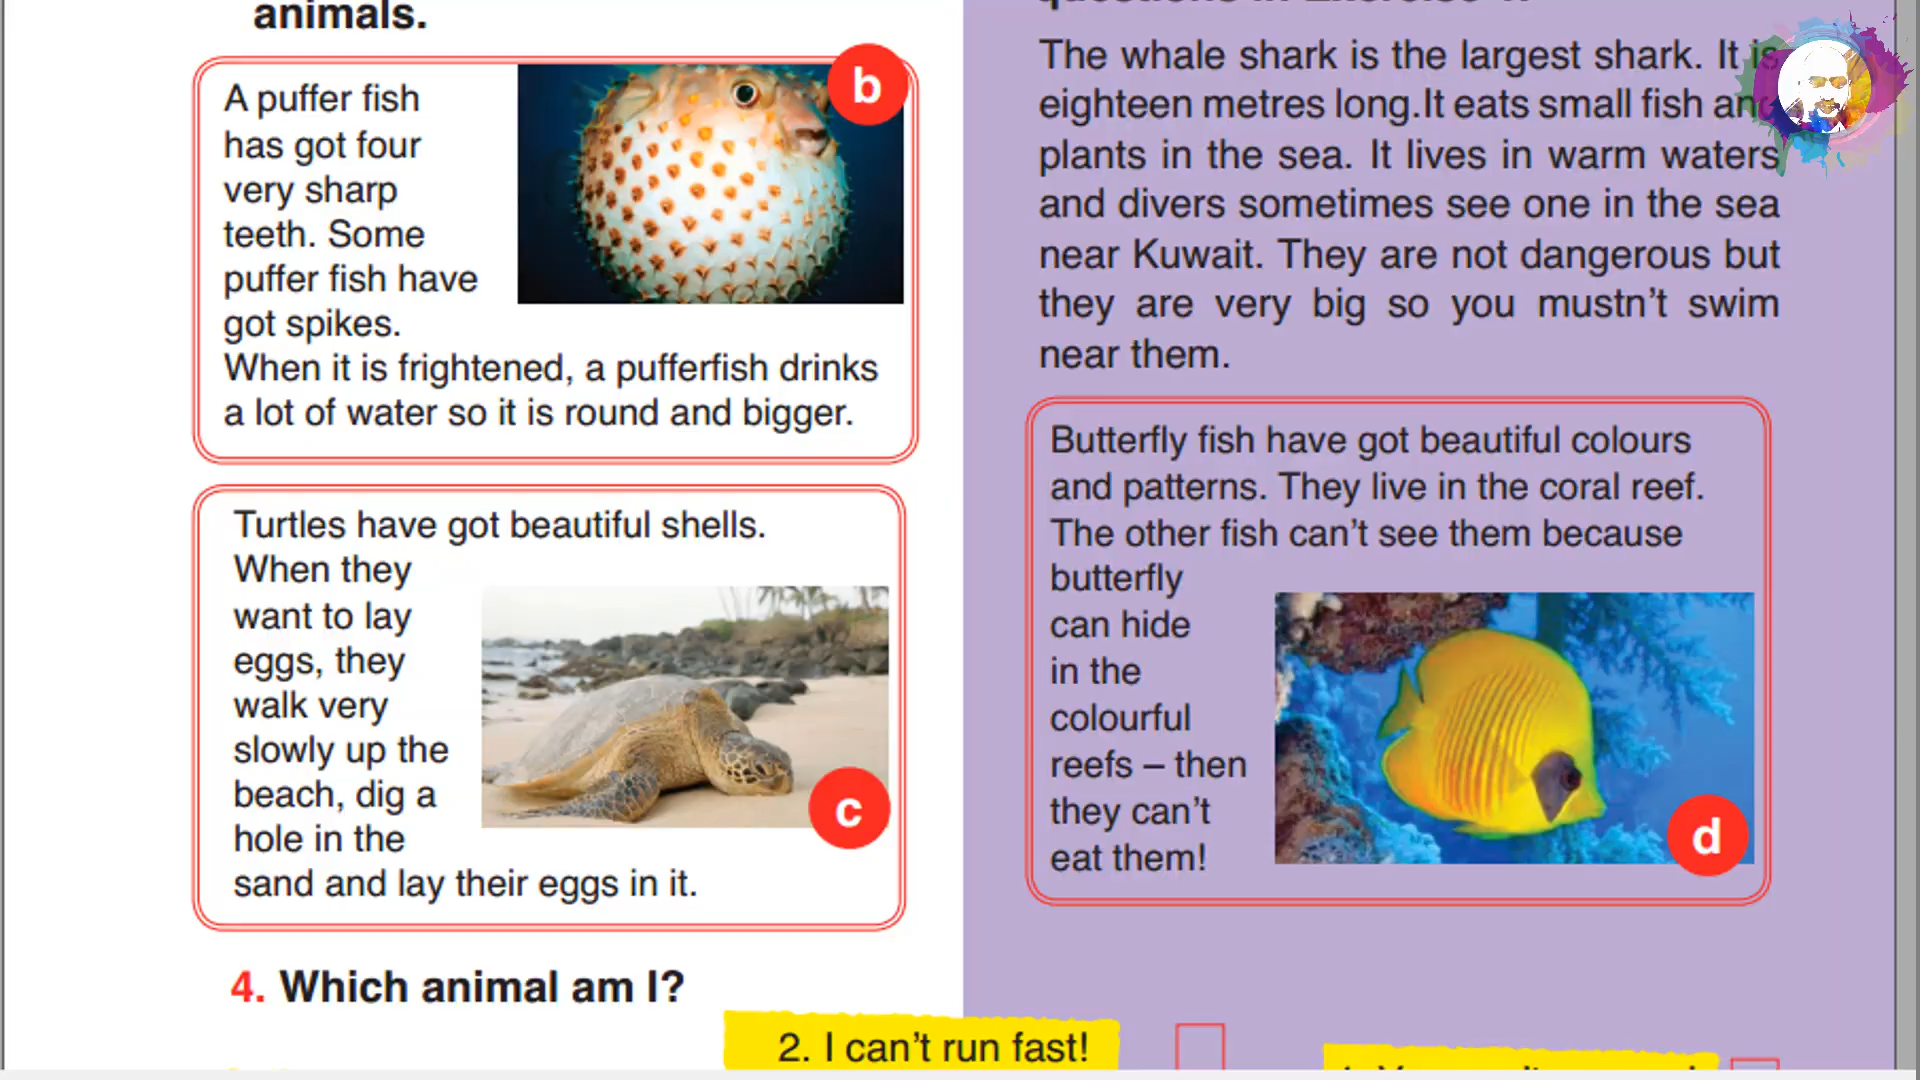 animals.
A puffer fish
has got four
very sharp
teeth. Some
puffer fish have
got spikes.
When it is frightened, a pufferfish drinks
a lot of water so it is round and bigger.
b
Turtles have got beautiful shells.
When they
want to lay
eggs, they
walk very
slowly up the
beach, dig a
hole in the
sand and lay their eggs in it.
c
4. Which animal am I?
2. I can't run fast!
The whale shark is the largest shark. It is
eighteen metres long.It eats small fish and
plants in the sea. It lives in warm waters
and divers sometimes see one in the sea
near Kuwait. They are not dangerous but
they are very big so you mustn't swim
near them.
Butterfly fish have got beautiful colours
and patterns. They live in the coral reef.
The other fish can't see them because
butterfly
can hide
in the
colourful
reefs – then
they can't
eat them!
d